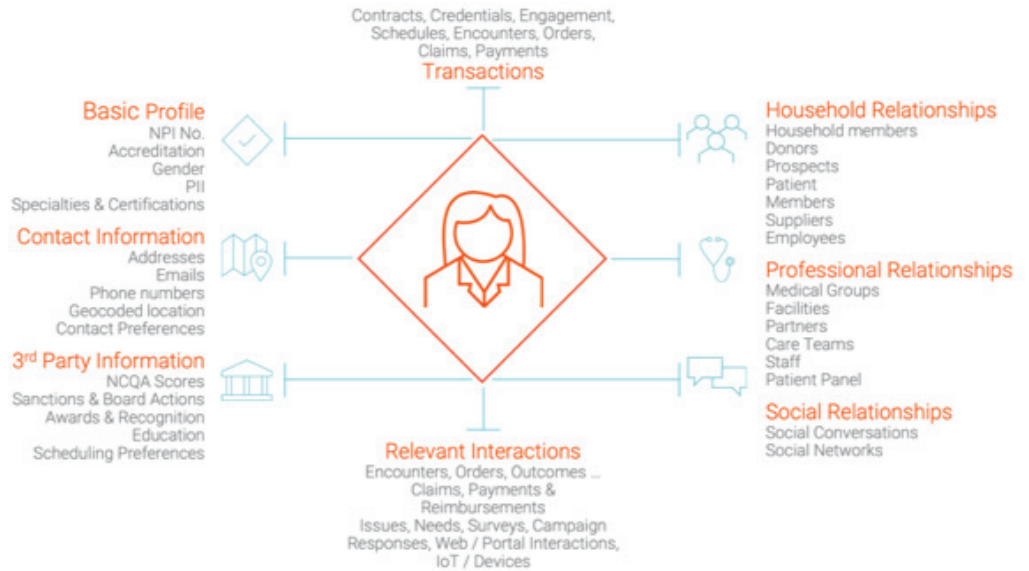 Contracts, Credentials, Engagement,
Schedules, Encounters, Orders,
Claims, Payments
Transactions
Basic Profile
NPI No.
Accreditation
Gender
PII
Specialties & Certifications
Contact Information
Addresses
Emails
Phone numbers
Geocoded location
Contact Preferences
3rd Party Information
NCQA Scores
Sanctions & Board Actions
Awards & Recognition
Education
Scheduling Preferences
Household Relationships
Household members
Donors
Prospects
Patient
Members
Suppliers
Employees
Professional Relationships
Medical Groups
Facilities
Partners
Care Teams
Staff
Patient Panel
Social Relationships
Social Conversations
Social Networks
Relevant Interactions
Encounters, Orders, Outcomes ...
Claims, Payments &
Reimbursements
Issues, Needs, Surveys, Campaign
Responses, Web / Portal Interactions,
IoT / Devices